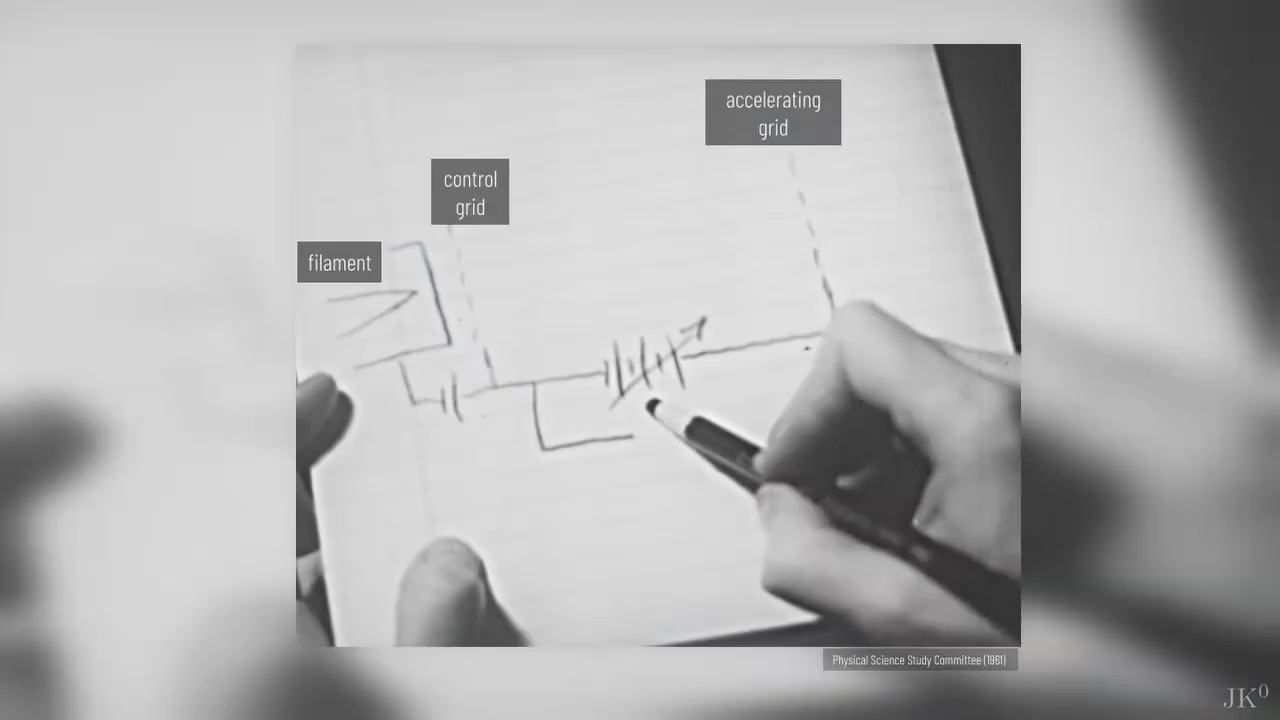 accelerating
grid
control
grid
filament
Physical Science Study Committee (1961)
JK⁰